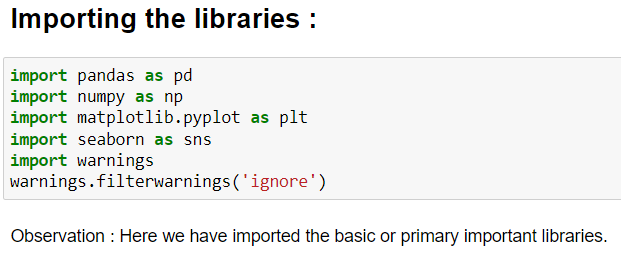 Importing the libraries :
import pandas as pd
import numpy as np
import matplotlib.pyplot as plt
import seaborn as sns
import warnings
warnings.filterwarnings('ignore')
Observation : Here we have imported the basic or primary important libraries.